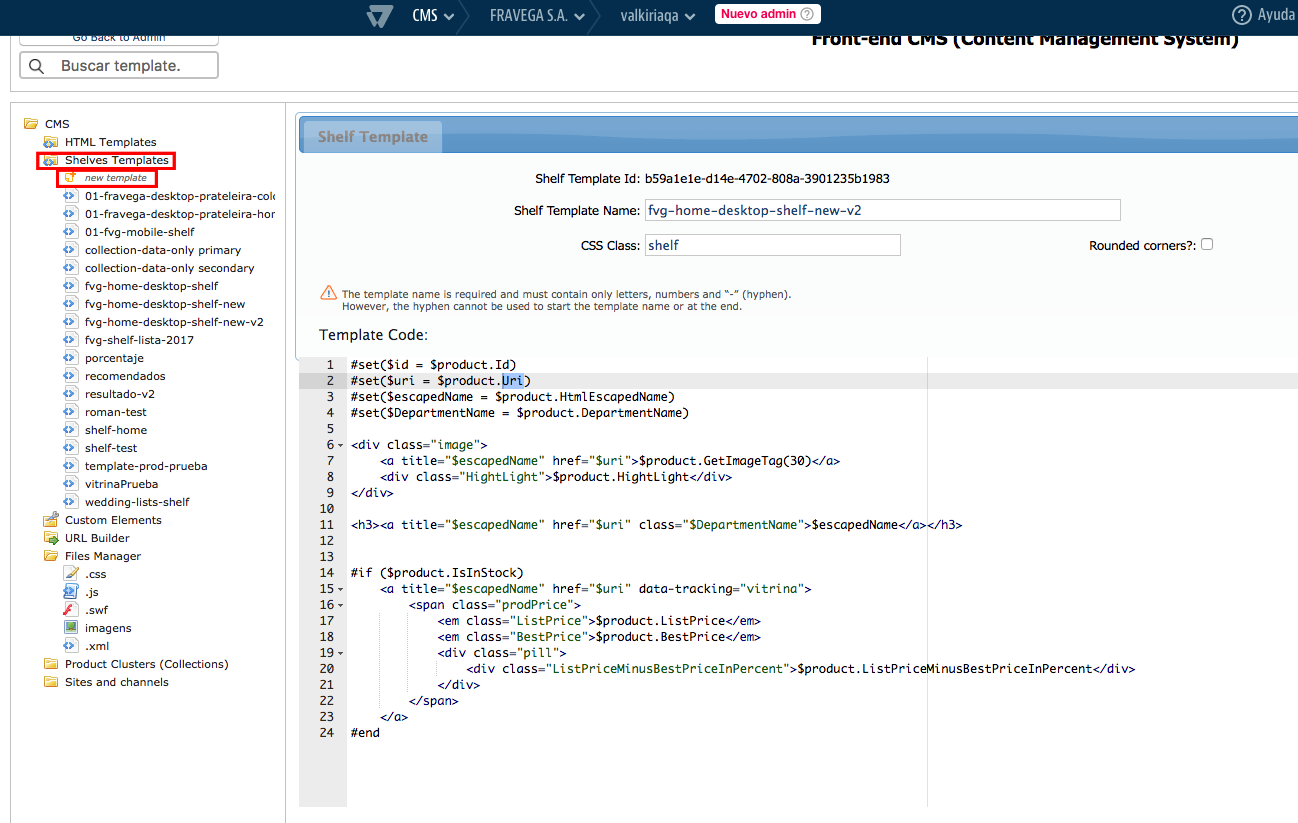 CMS
FRAVEGA S.A.
valkiriaqa
Nuevo admin ?
? Ayuda
Go Back to Admin
Front-end CMS (Content Management System)
Buscar template.
CMS
HTML Templates
Shelves Templates
new template
01-fravega-desktop-prateleira-col
01-fravega-desktop-prateleira-hor
01-fvg-mobile-shelf
collection-data-only primary
collection-data-only secondary
fvg-home-desktop-shelf
fvg-home-desktop-shelf-new
fvg-home-desktop-shelf-new-v2
fvg-shelf-lista-2017
porcentaje
recomendados
resultado-v2
roman-test
shelf-home
shelf-test
template-prod-prueba
vitrinaPrueba
wedding-lists-shelf
Custom Elements
URL Builder
Files Manager
.css
.js
.swf
imagens
.xml
Product Clusters (Collections)
Sites and channels
Shelf Template
Shelf Template Id: b59a1e1e-d14e-4702-808a-3901235b1983
Shelf Template Name: fvg-home-desktop-shelf-new-v2
CSS Class: shelf
Rounded corners?:
The template name is required and must contain only letters, numbers and “-” (hyphen).
However, the hyphen cannot be used to start the template name or at the end.
Template Code:
1 #set($id = $product.Id)
2 #set($uri = $product.Uri)
3 #set($escapedName = $product.HtmlEscapedName)
4 #set($DepartmentName = $product.DepartmentName)
5
6 <div class="image">
7 <a title="$escapedName" href="$uri">$product.GetImageTag(30)</a>
8 <div class="HightLight">$product.HightLight</div>
9 </div>
10
11 <h3><a title="$escapedName" href="$uri" class="$DepartmentName">$escapedName</a></h3>
12
13
14 #if ($product.IsInStock)
15 <a title="$escapedName" href="$uri" data-tracking="vitrina">
16 <span class="prodPrice">
17 <em class="ListPrice">$product.ListPrice</em>
18 <em class="BestPrice">$product.BestPrice</em>
19 <div class="pill">
20 <div class="ListPriceMinusBestPriceInPercent">$product.ListPriceMinusBestPriceInPercent</div>
21 </div>
22 </span>
23 </a>
24 #end